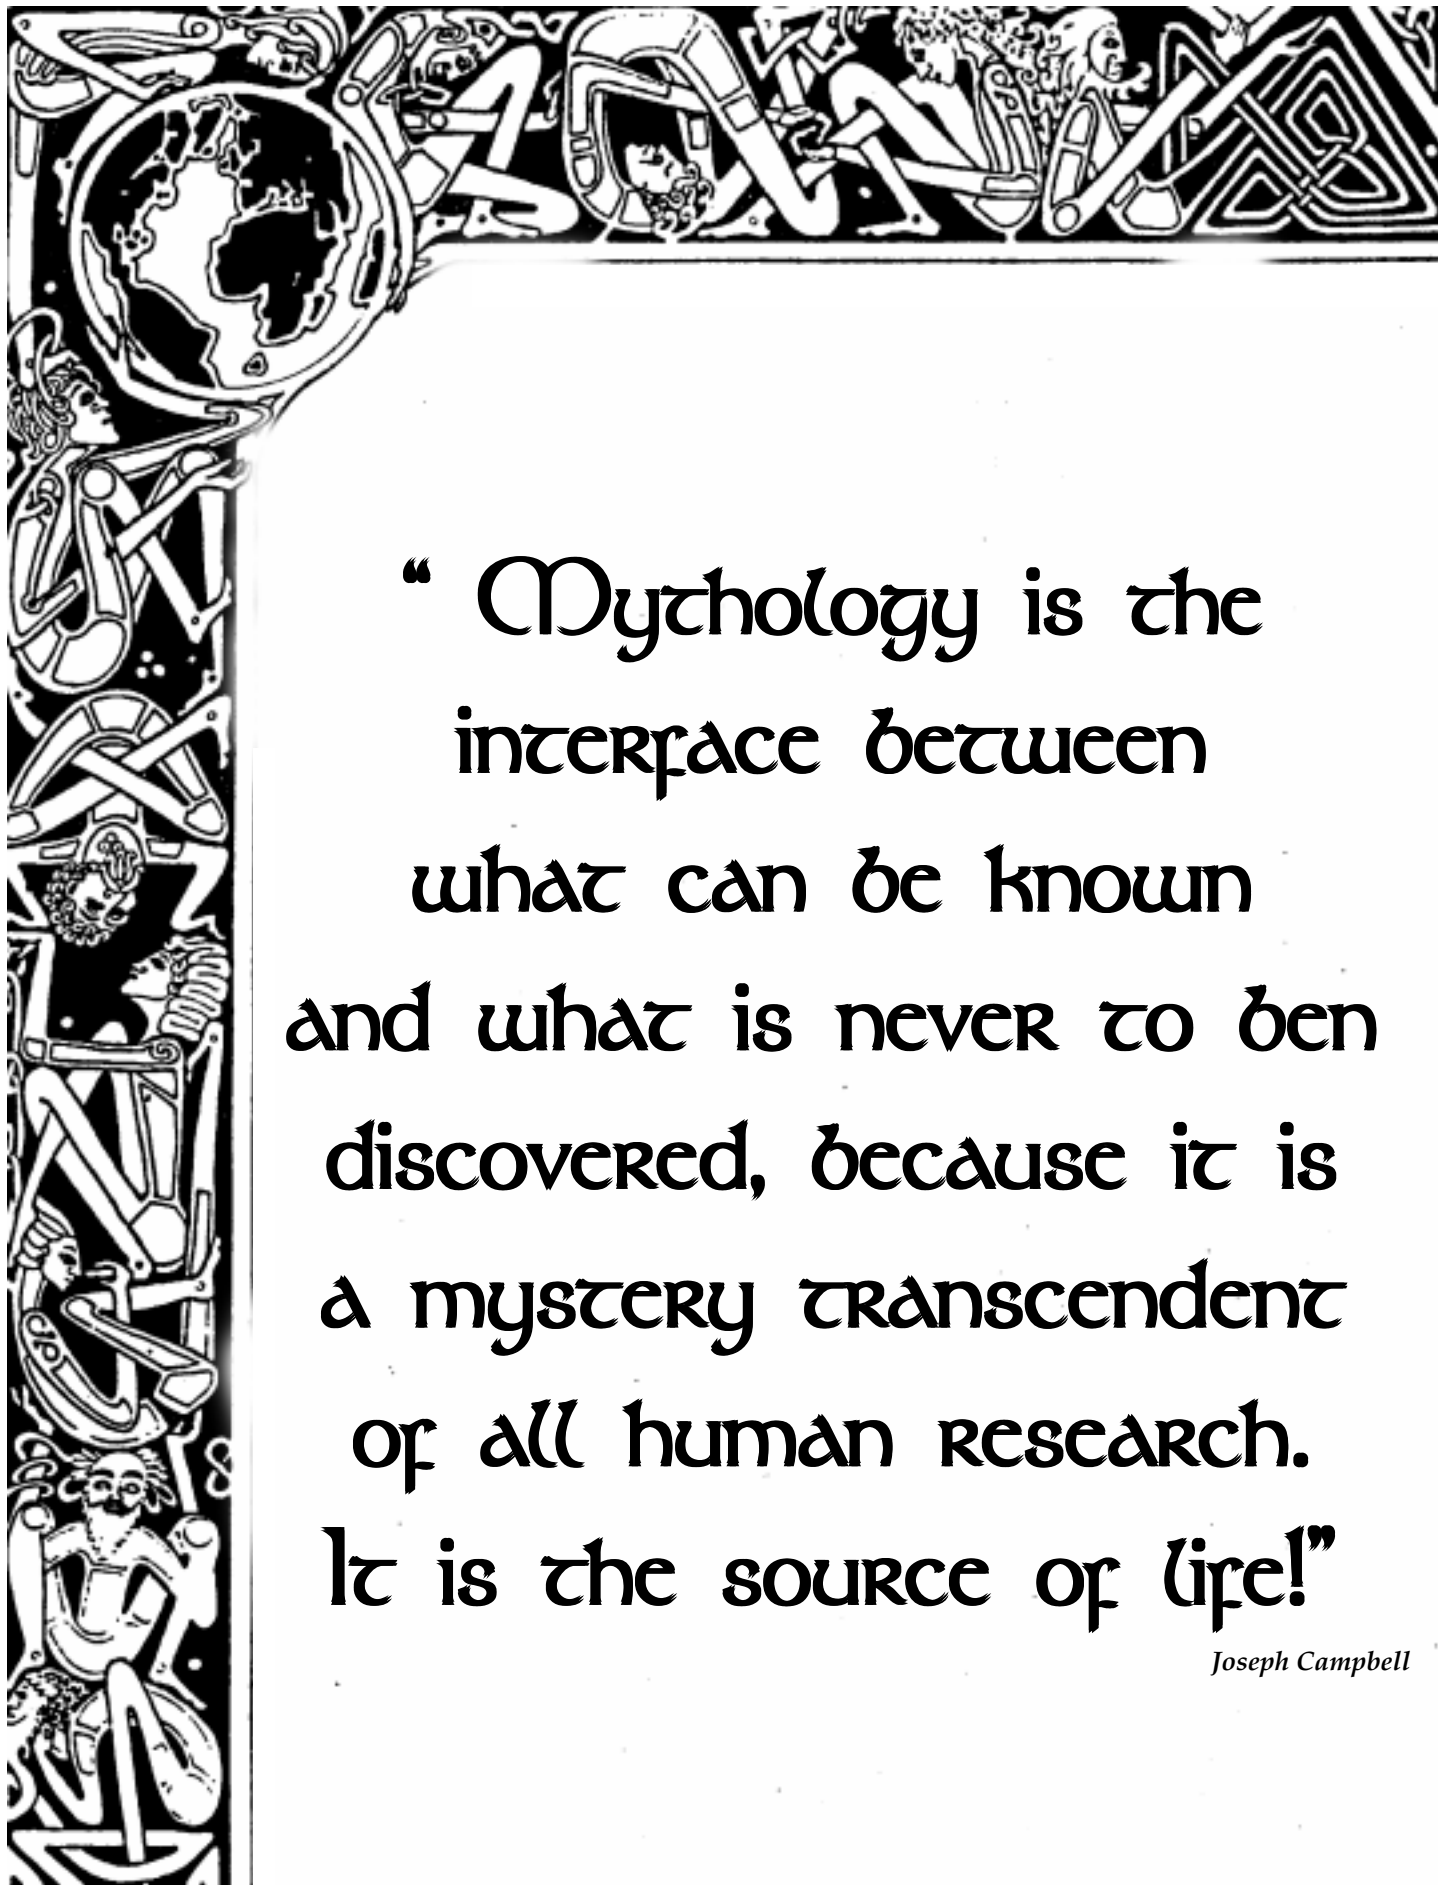 “ Mythology is the
interface between
what can be known
and what is never to ben
discovered, because it is
a mystery transcendent
of all human research.
It is the source of life!”
Joseph Campbell